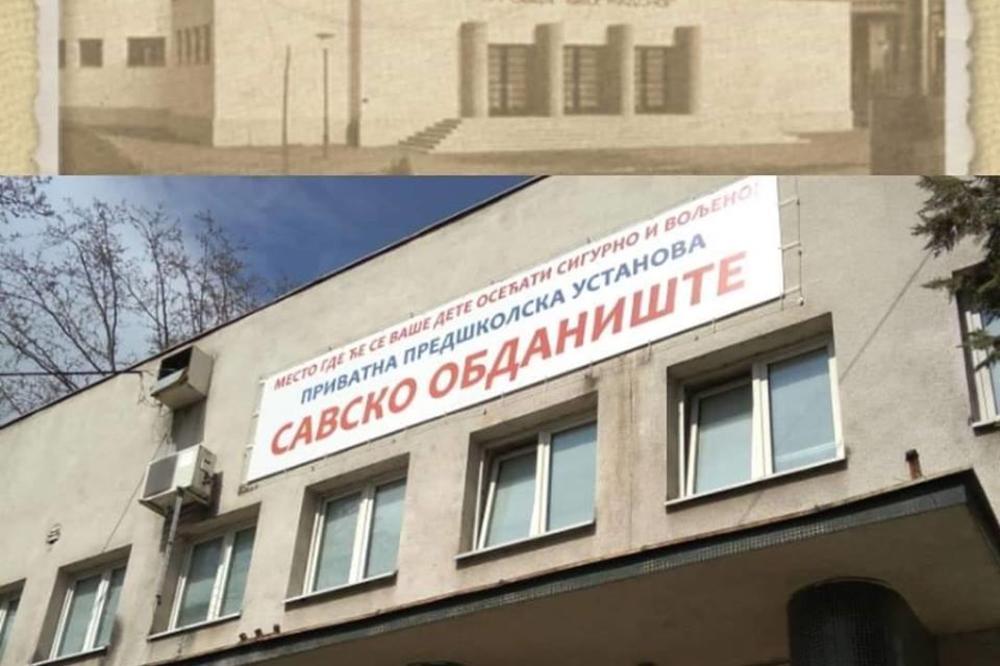 МЕСТО ГДЕ ЋЕ СЕ ВАШЕ ДЕТЕ ОСЕЋАТИ СИГУРНО И ВОЉЕНО!
ПРИВАТНА ПРЕДШКОЛСКА УСТАНОВА
САВСКО ОБДАНИШТЕ